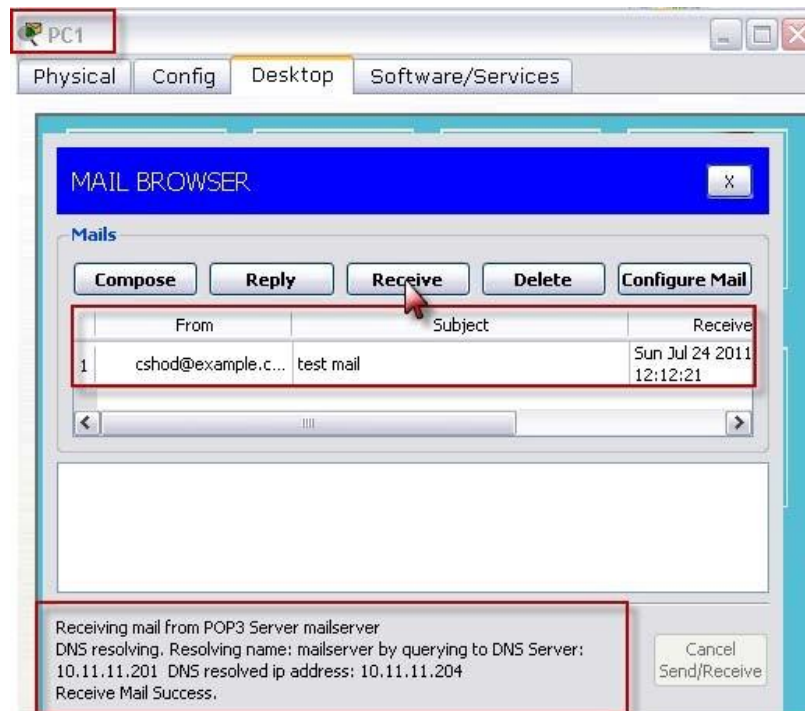 PC1
Physical Config Desktop Software/Services
MAIL BROWSER X
Mails
Compose Reply Receive Delete Configure Mail
From Subject Receive
1 cshod@example.c... test mail Sun Jul 24 2011
12:12:21
Receiving mail from POP3 Server mailserver
DNS resolving. Resolving name: mailserver by querying to DNS Server:
10.11.11.201 DNS resolved ip address: 10.11.11.204
Receive Mail Success.
Cancel
Send/Receive